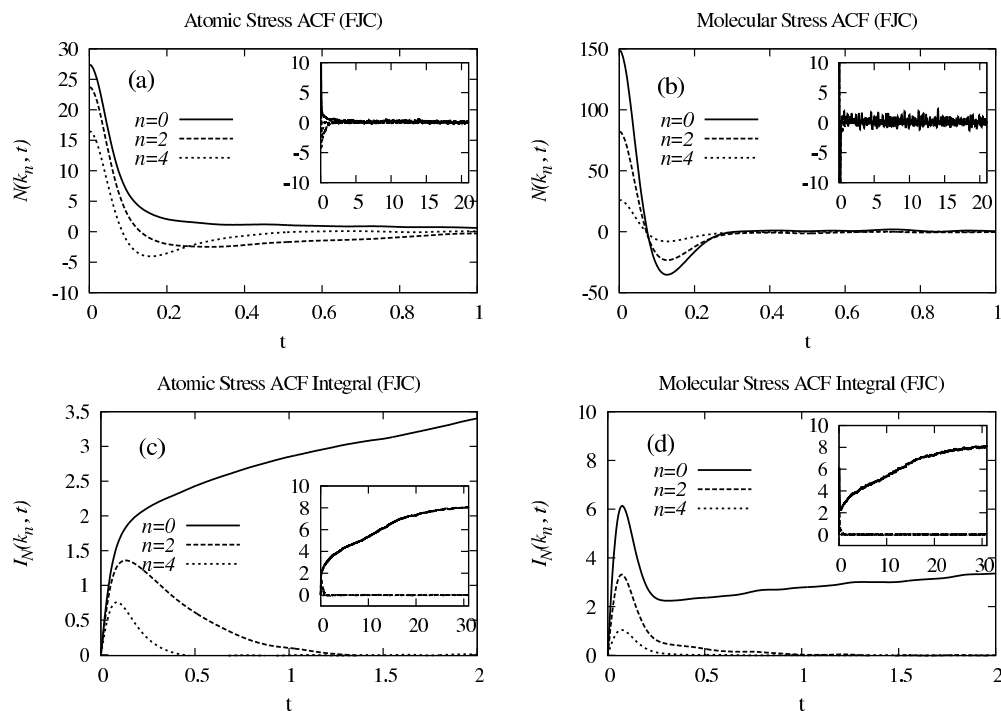 Atomic Stress ACF (FJC)
30
25
20
15
10
5
0
-5
-10
N(kₙ, t)
(a)
n=0
n=2
n=4
10
5
0
-5
-10
0 5 10 15 20
0 0.2 0.4 0.6 0.8 1
t
Molecular Stress ACF (FJC)
150
100
50
0
-50
N(kₙ, t)
(b)
n=0
n=2
n=4
10
5
0
-5
-10
0 5 10 15 20
0 0.2 0.4 0.6 0.8 1
t
Atomic Stress ACF Integral (FJC)
3.5
3
2.5
2
1.5
1
0.5
0
I_N(kₙ, t)
(c)
n=0
n=2
n=4
10
8
6
4
2
0
0 10 20 30
0 0.5 1 1.5 2
t
Molecular Stress ACF Integral (FJC)
10
8
6
4
2
0
I_N(kₙ, t)
(d)
n=0
n=2
n=4
10
8
6
4
2
0
0 10 20 30
0 0.5 1 1.5 2
t